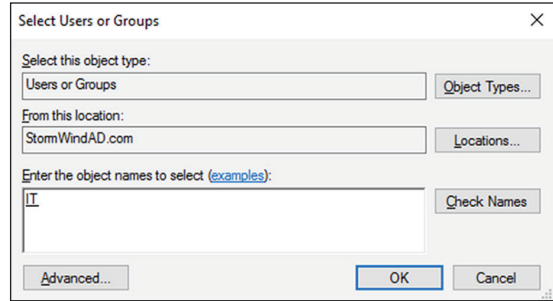 Select Users or Groups
Select this object type:
Users or Groups
Object Types...
From this location:
StormWindAD.com
Locations...
Enter the object names to select (examples):
IT
Check Names
Advanced...
OK
Cancel